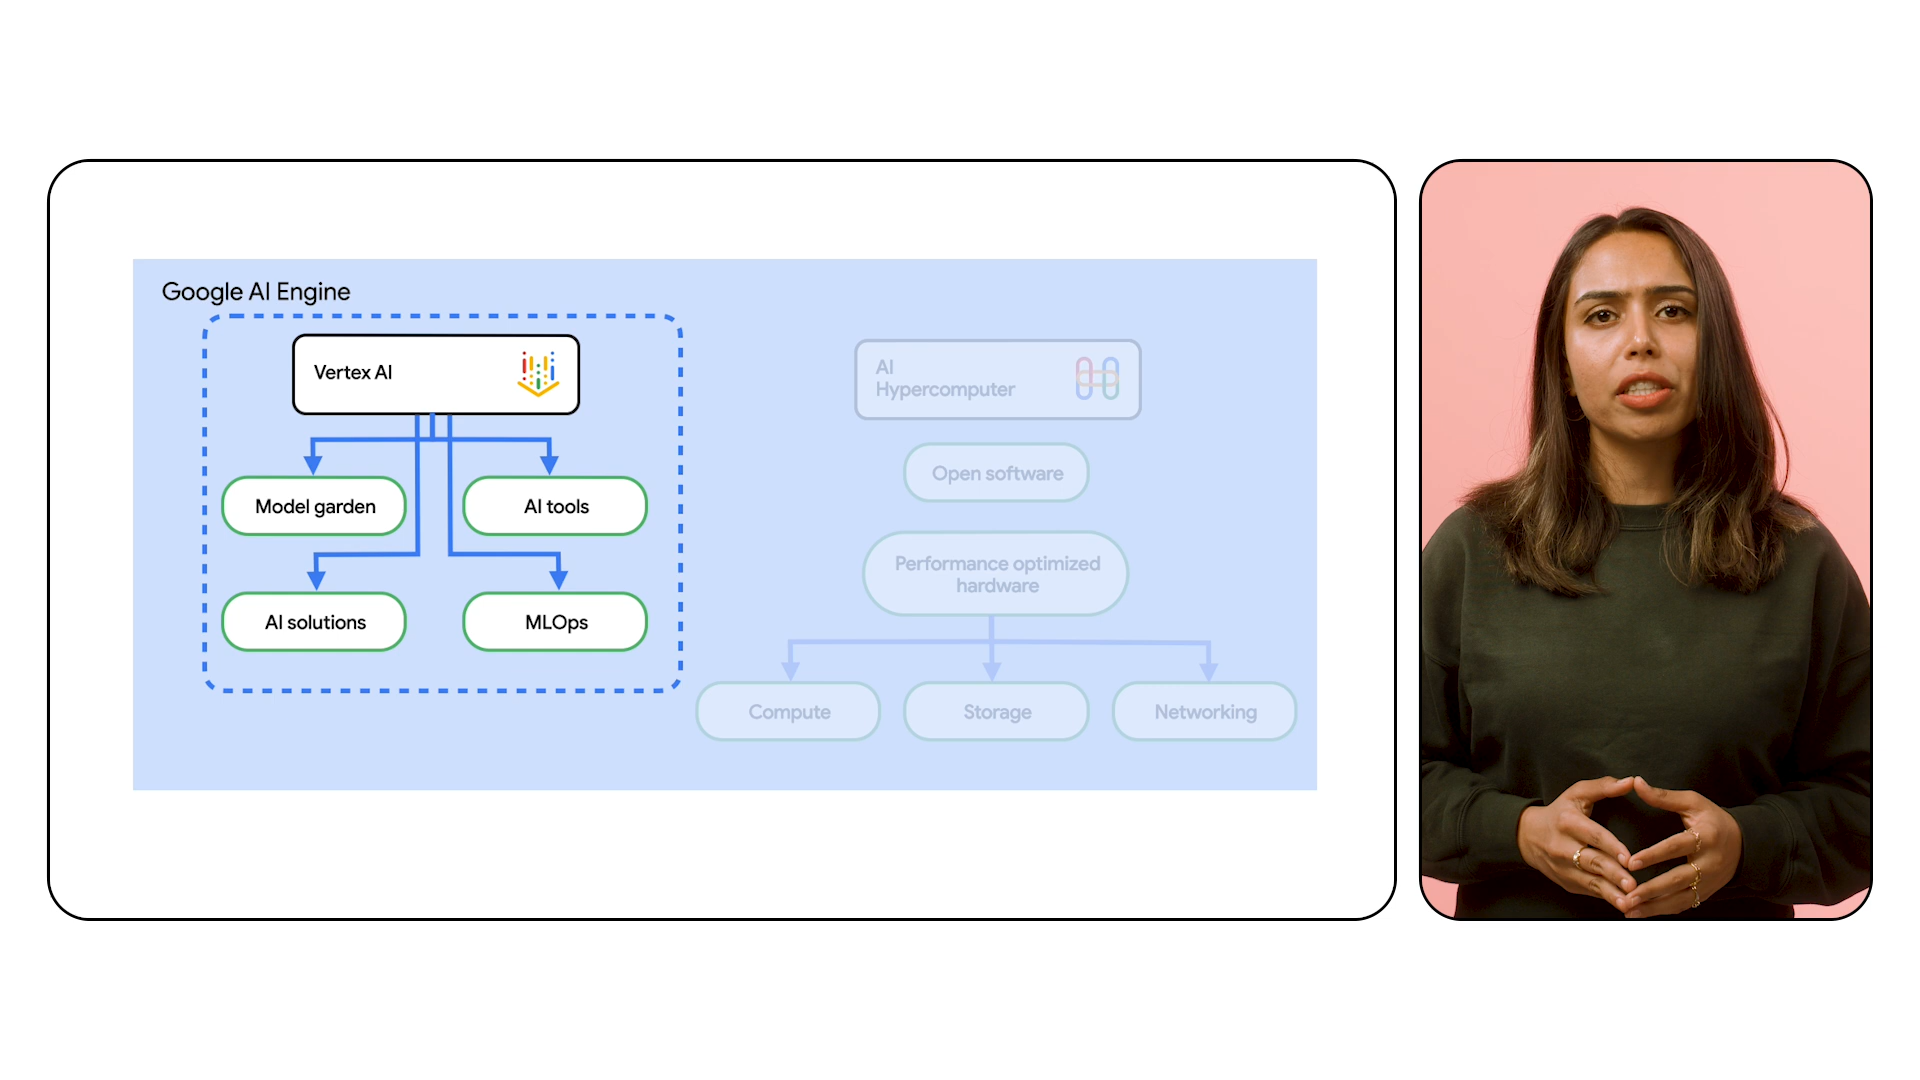 Google AI Engine
Vertex AI
Model garden
AI tools
AI solutions
MLOps
AI
Hypercomputer
Open software
Performance optimized
hardware
Compute
Storage
Networking